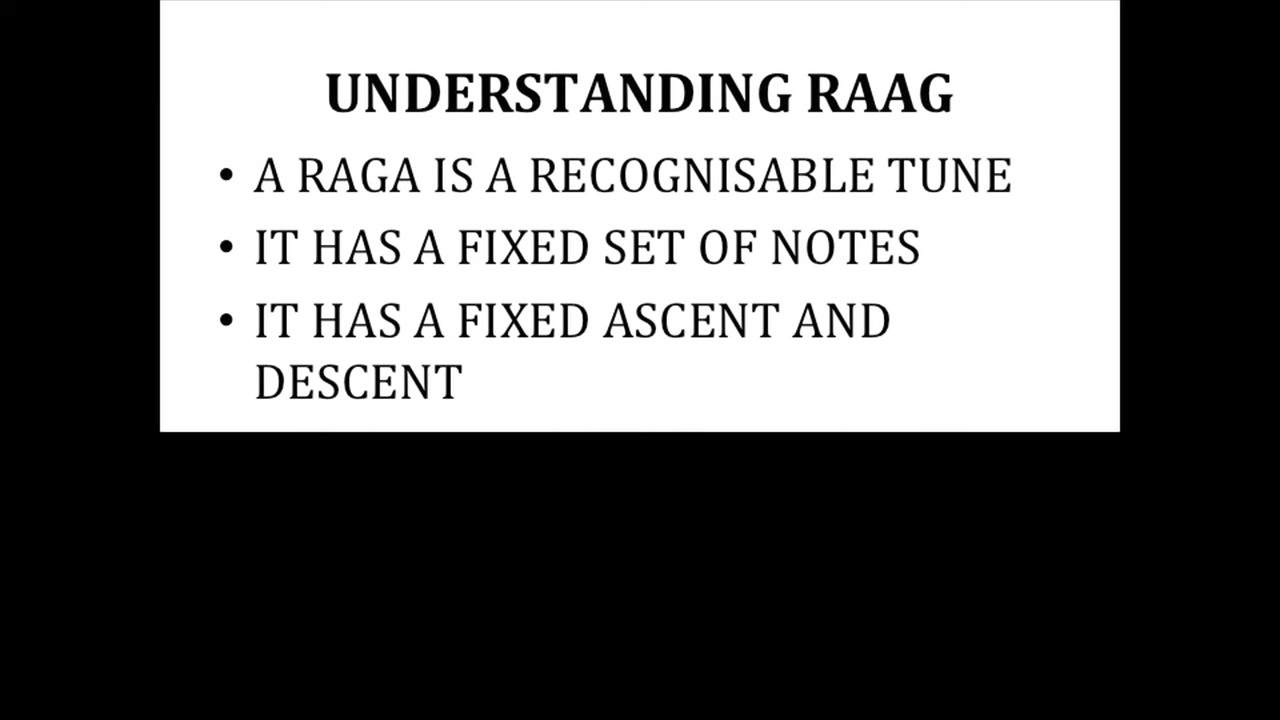 UNDERSTANDING RAAG
• A RAGA IS A RECOGNISABLE TUNE
• IT HAS A FIXED SET OF NOTES
• IT HAS A FIXED ASCENT AND
DESCENT